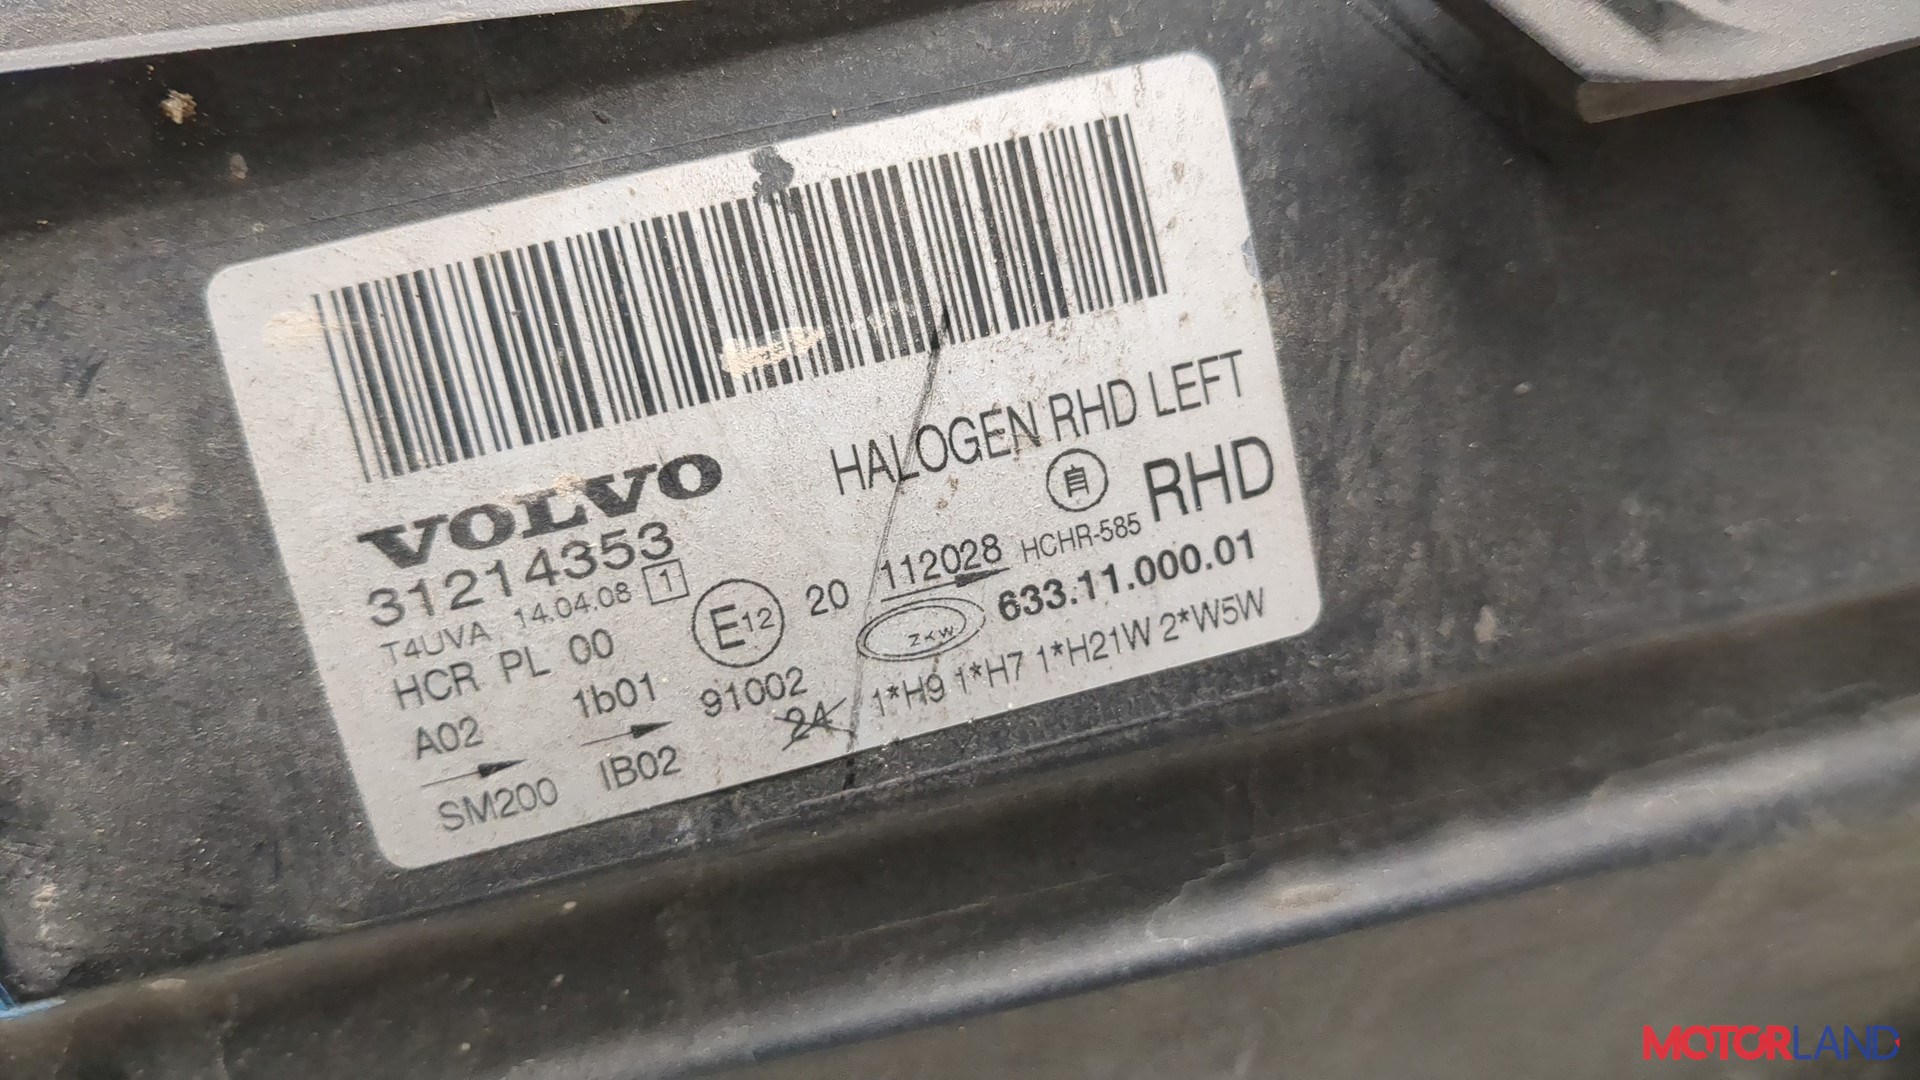 HALOGEN RHD LEFT
VOLVO
自
RHD
31214353
T4UVA 14.04.08 1
E12
20
112028
HCHR-585
HCR PL 00
ZKW
633.11.000.01
A02
1b01
91002
24
1*H9 1*H7 1*H21W 2*W5W
SM200
IB02
MOTORLAND